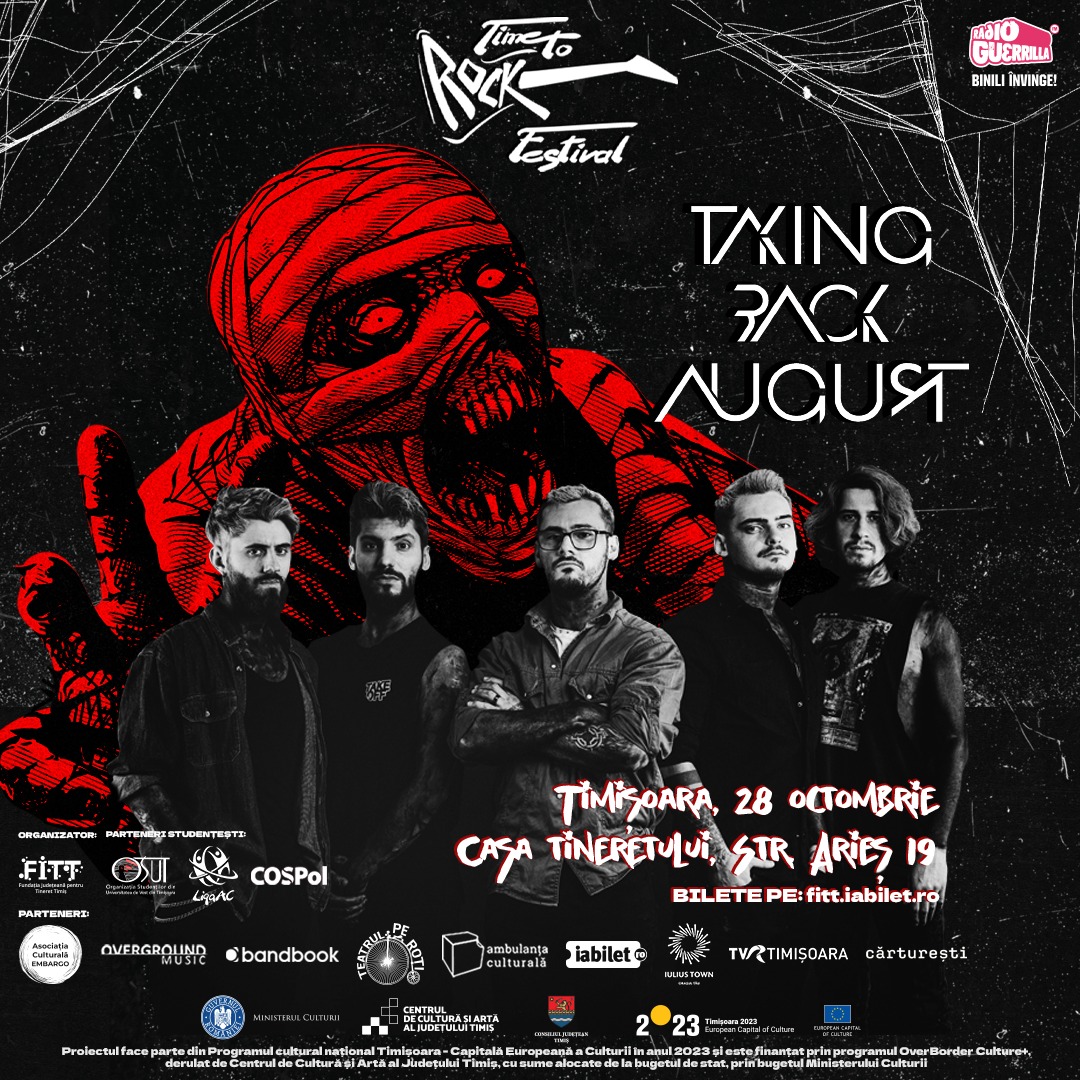 Time to
ROCK
Festival
RADIO
GUERRILLA
BINILI ÎNVINGE!
TAKING
BACK
AUGUST
TAKE
OFF
TIMIȘOARA, 28 OCTOMBRIE
CASA TINERETULUI, STR. ARIEȘ 19
BILETE PE: fitt.iabilet.ro
ORGANIZATOR: PARTENERI STUDENȚEȘTI:
FITT
Fundația Județeană pentru
Tineret Timiș
OSUT
Organizația Studenților din
Universitatea de Vest din Timișoara
LigaAC
COSPol
PARTENERI:
Asociația
Culturală
EMBARGO
OVERGROUND
MUSIC
bandbook
TEATRUL PE ROȚI
ambulanța
culturală
iabilet.ro
IULIUS TOWN
TVR TIMIȘOARA
cărturești
GUVERNUL ROMÂNIEI
MINISTERUL CULTURII
CENTRUL
DE CULTURĂ ȘI ARTĂ
AL JUDEȚULUI TIMIȘ
CONSILIUL JUDEȚEAN
TIMIȘ
2023
Timișoara 2023
European Capital of Culture
EUROPEAN CAPITAL
OF CULTURE
Proiectul face parte din Programul cultural național Timișoara - Capitală Europeană a Culturii în anul 2023 și este finanțat prin programul OverBorder Culture+,
derulat de Centrul de Cultură și Artă al Județului Timiș, cu sume alocate de la bugetul de stat, prin bugetul Ministerului Culturii